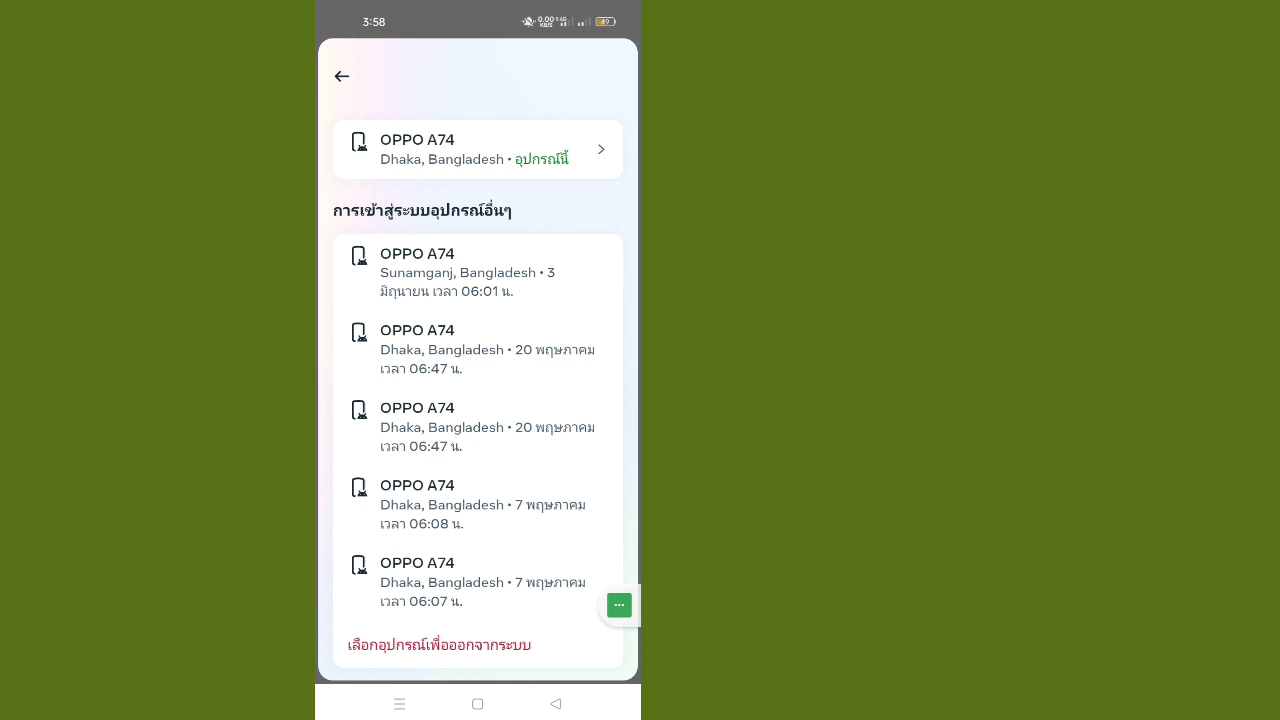 3:58
0.00
KB/S
4G
49
OPPO A74
Dhaka, Bangladesh • อุปกรณ์นี้
การเข้าสู่ระบบอุปกรณ์อื่นๆ
OPPO A74
Sunamganj, Bangladesh • 3
มิถุนายน เวลา 06:01 น.
OPPO A74
Dhaka, Bangladesh • 20 พฤษภาคม
เวลา 06:47 น.
OPPO A74
Dhaka, Bangladesh • 20 พฤษภาคม
เวลา 06:47 น.
OPPO A74
Dhaka, Bangladesh • 7 พฤษภาคม
เวลา 06:08 น.
OPPO A74
Dhaka, Bangladesh • 7 พฤษภาคม
เวลา 06:07 น.
เลือกอุปกรณ์เพื่อออกจากระบบ